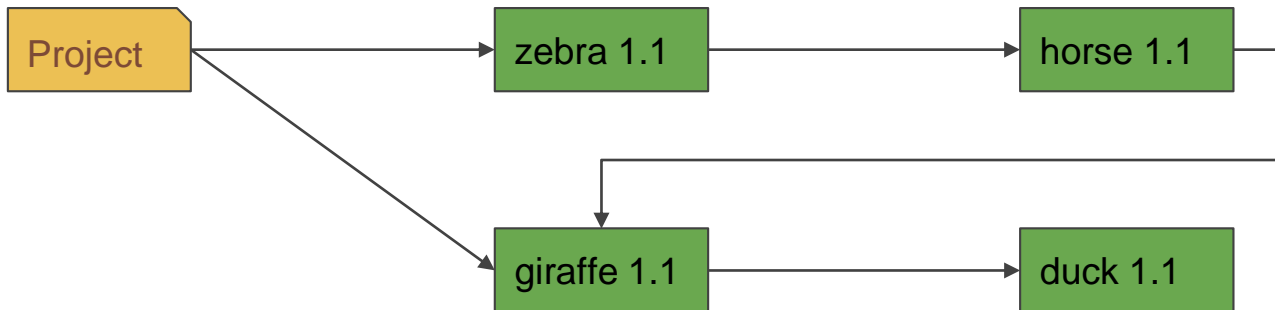 Project
zebra 1.1
horse 1.1
giraffe 1.1
duck 1.1